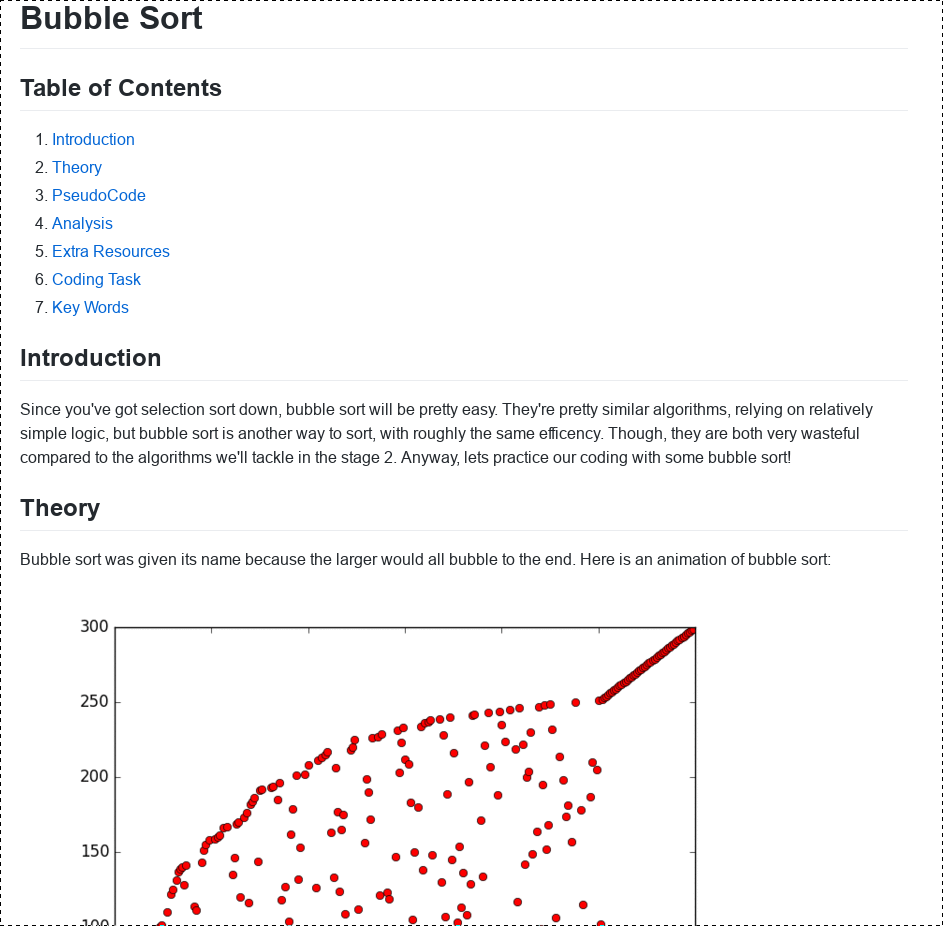 Bubble Sort
Table of Contents
1. Introduction
2. Theory
3. PseudoCode
4. Analysis
5. Extra Resources
6. Coding Task
7. Key Words
Introduction
Since you've got selection sort down, bubble sort will be pretty easy. They're pretty similar algorithms, relying on relatively
simple logic, but bubble sort is another way to sort, with roughly the same efficency. Though, they are both very wasteful
compared to the algorithms we'll tackle in the stage 2. Anyway, lets practice our coding with some bubble sort!
Theory
Bubble sort was given its name because the larger would all bubble to the end. Here is an animation of bubble sort:
300
250
200
150
100